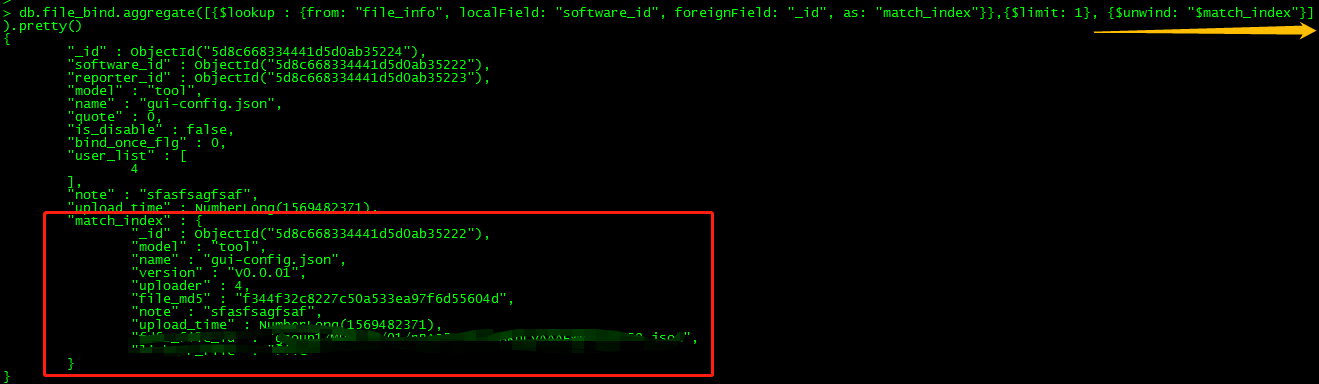 > db.file_bind.aggregate([{$lookup : {from: "file_info", localField: "software_id", foreignField: "_id", as: "match_index"}},{$limit: 1}, {$unwind: "$match_index"}]
).pretty()
{
"_id" : ObjectId("5d8c668334441d5d0ab35224"),
"software_id" : ObjectId("5d8c668334441d5d0ab35222"),
"reporter_id" : ObjectId("5d8c668334441d5d0ab35223"),
"model" : "tool",
"name" : "gui-config.json",
"quote" : 0,
"is_disable" : false,
"bind_once_flg" : 0,
"user_list" : [
4
],
"note" : "sfasfsagfsaf",
"upload_time" : NumberLong(1569482371),
"match_index" : {
"_id" : ObjectId("5d8c668334441d5d0ab35222"),
"model" : "tool",
"name" : "gui-config.json",
"version" : "v0.0.01",
"uploader" : 4,
"file_md5" : "f344f32c8227c50a533ea97f6d55604d",
"note" : "sfasfsagfsaf",
"upload_time" : NumberLong(1569482371),
}
}